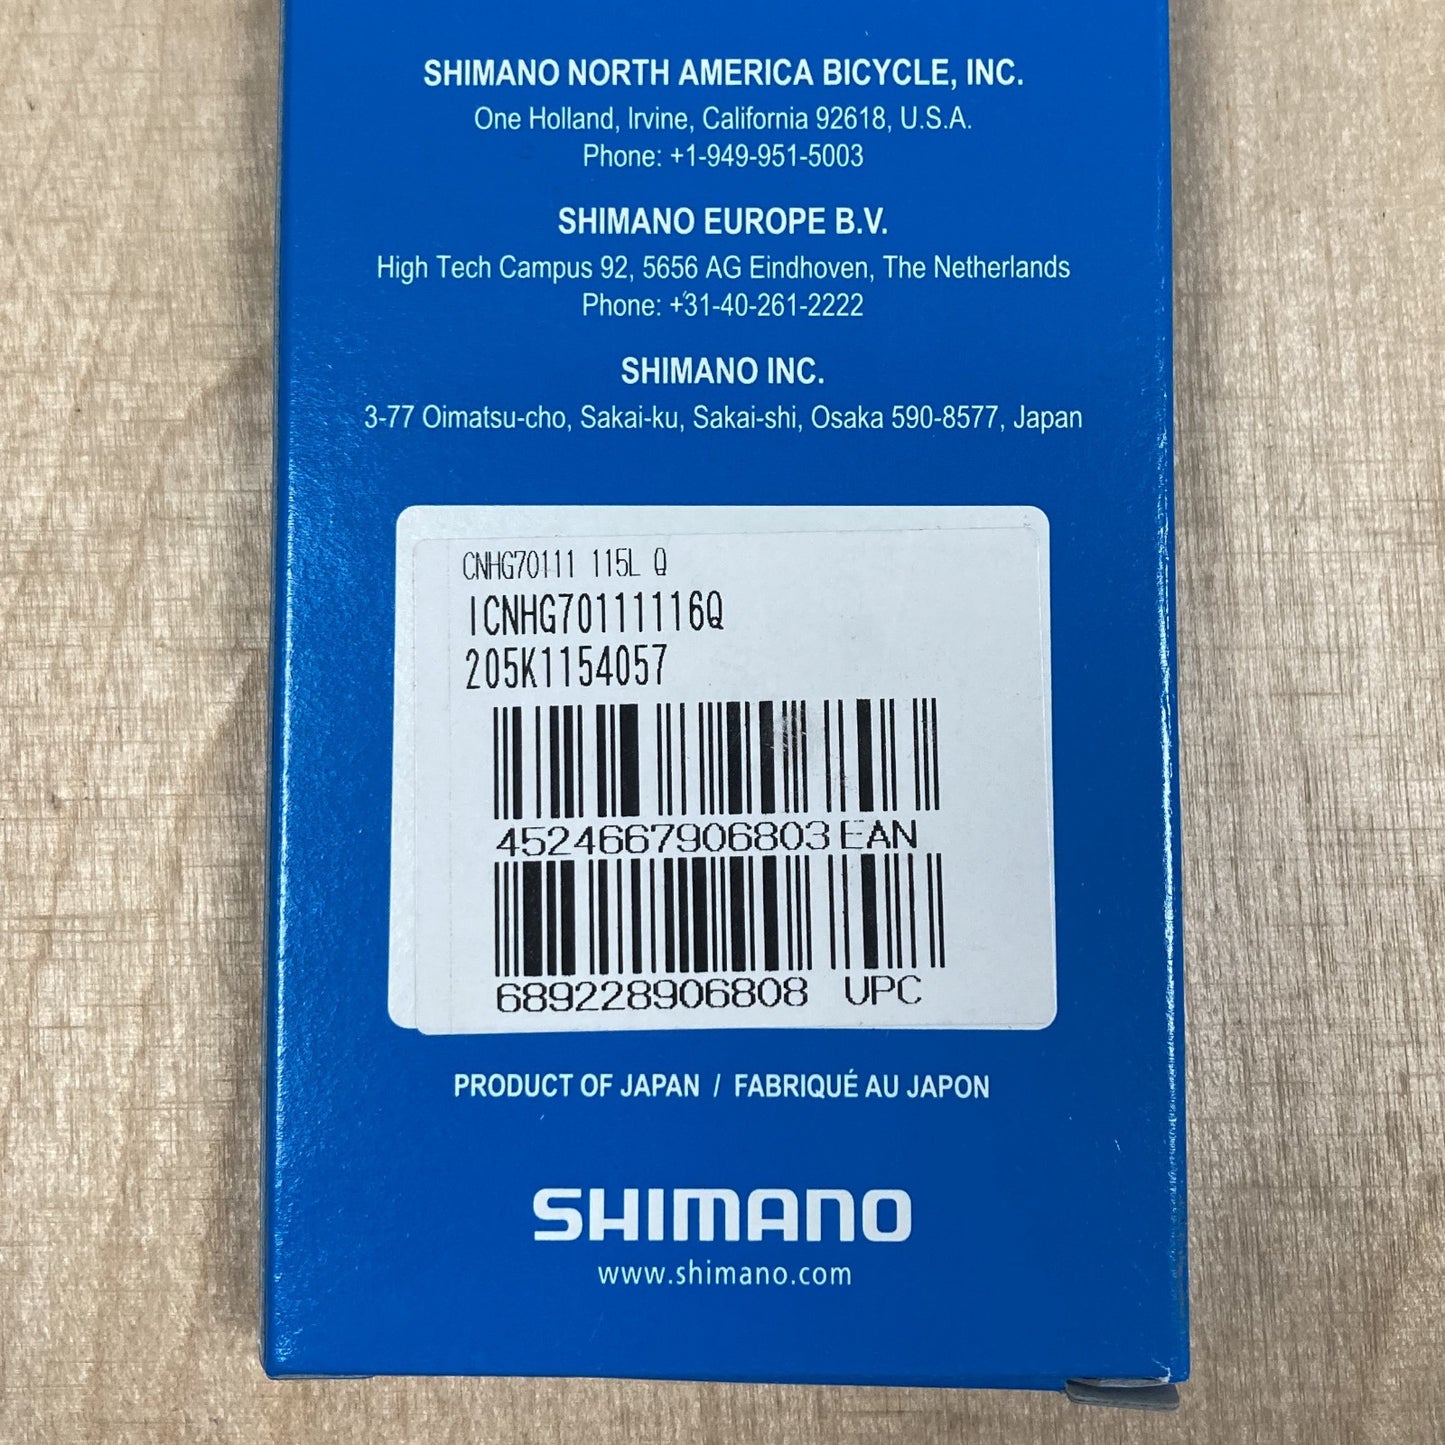 SHIMANO NORTH AMERICA BICYCLE, INC.
One Holland, Irvine, California 92618, U.S.A.
Phone: +1-949-951-5003
SHIMANO EUROPE B.V.
High Tech Campus 92, 5656 AG Eindhoven, The Netherlands
Phone: +31-40-261-2222
SHIMANO INC.
3-77 Oimatsu-cho, Sakai-ku, Sakai-shi, Osaka 590-8577, Japan
CNHG70111 115L Q
ICNHG70111116Q
205K1154057
4524667906803 EAN
689228906808 UPC
PRODUCT OF JAPAN / FABRIQUÉ AU JAPON
SHIMANO
www.shimano.com